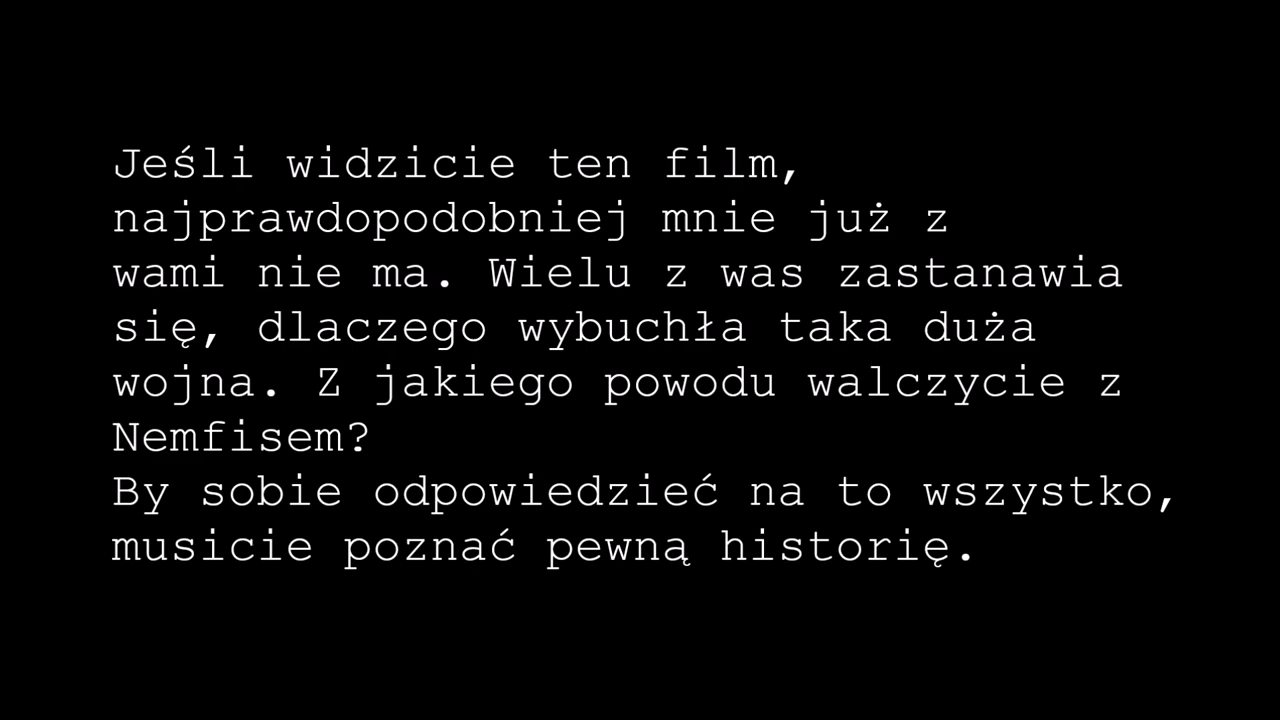 Jeśli widzicie ten film,
najprawdopodobniej mnie już z
wami nie ma. Wielu z was zastanawia
się, dlaczego wybuchła taka duża
wojna. Z jakiego powodu walczycie z
Nemfisem?
By sobie odpowiedzieć na to wszystko,
musicie poznać pewną historię.